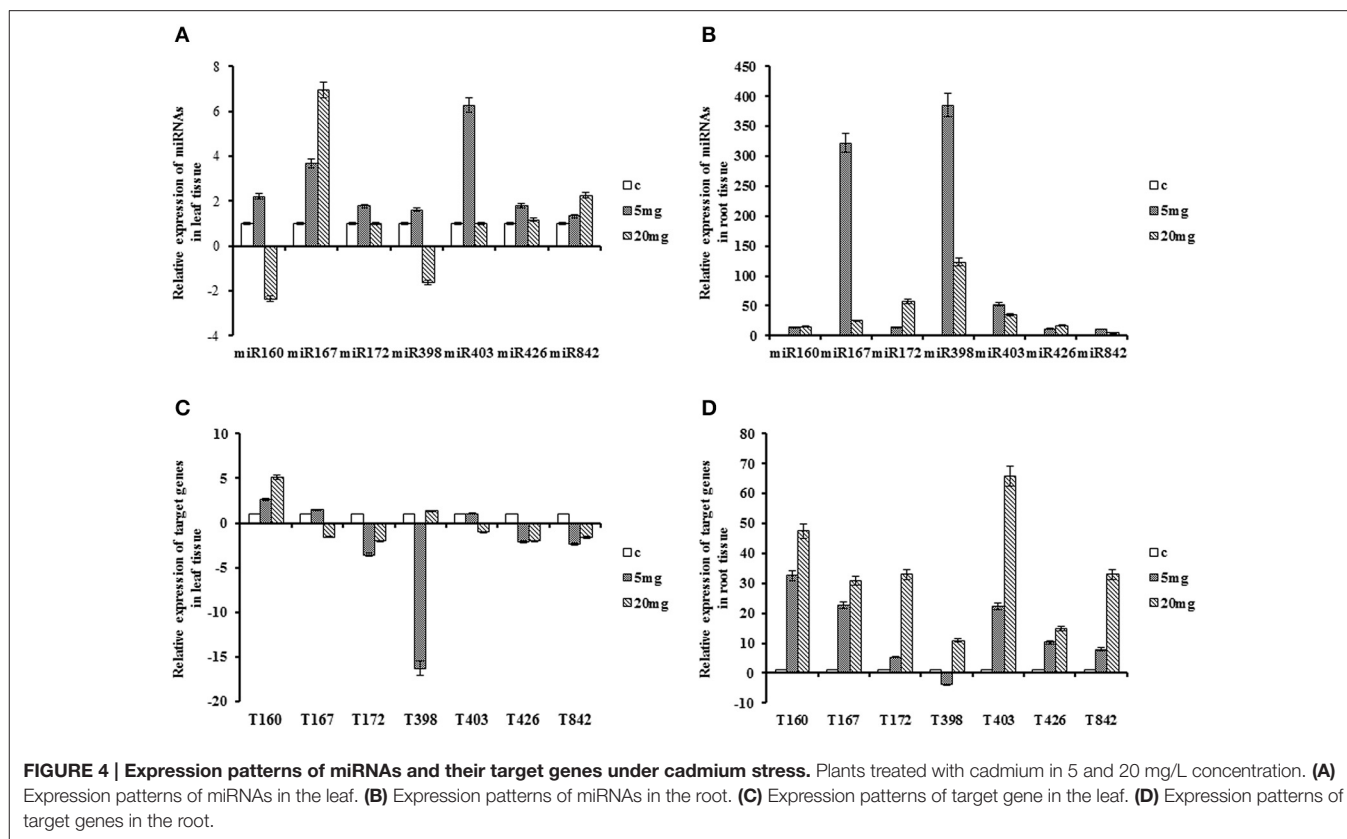 A
Relative expression of miRNAs
in leaf tissue
8
6
4
2
0
-2
-4
miR160 miR167 miR172 miR398 miR403 miR426 miR842
c
5mg
20mg
B
Relative expression of miRNAs
in root tissue
450
400
350
300
250
200
150
100
50
0
miR160 miR167 miR172 miR398 miR403 miR426 miR842
c
5mg
20mg
C
Relative expression of target genes
in leaf tissue
10
5
0
-5
-10
-15
-20
T160 T167 T172 T398 T403 T426 T842
c
5mg
20mg
D
Relative expression of target genes
in root tissue
80
70
60
50
40
30
20
10
0
-10
T160 T167 T172 T398 T403 T426 T842
c
5mg
20mg
FIGURE 4 | Expression patterns of miRNAs and their target genes under cadmium stress. Plants treated with cadmium in 5 and 20 mg/L concentration. (A)
Expression patterns of miRNAs in the leaf. (B) Expression patterns of miRNAs in the root. (C) Expression patterns of target gene in the leaf. (D) Expression patterns of
target genes in the root.